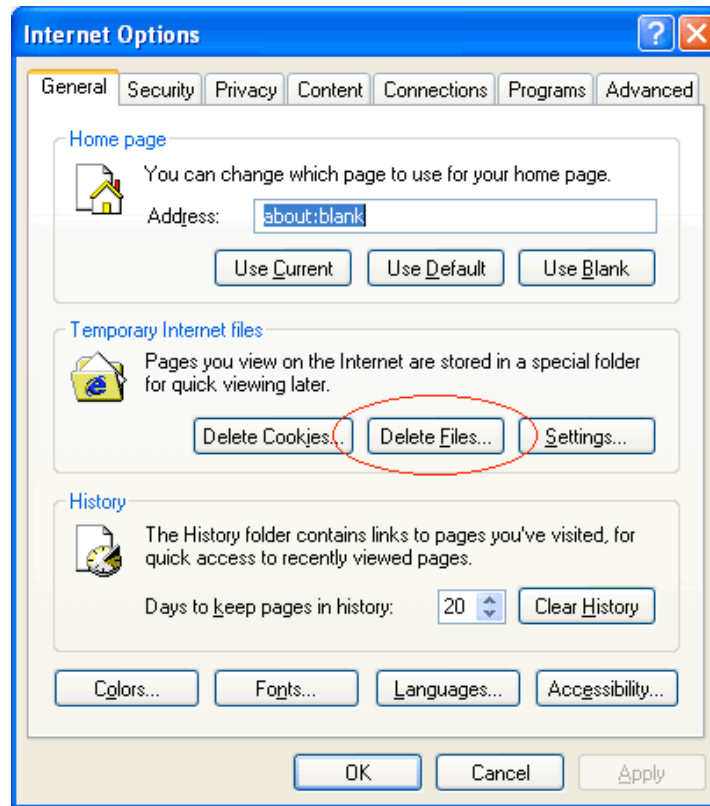 Internet Options
General Security Privacy Content Connections Programs Advanced
Home page
You can change which page to use for your home page.
Address: about:blank
Use Current Use Default Use Blank
Temporary Internet files
Pages you view on the Internet are stored in a special folder
for quick viewing later.
Delete Cookies... Delete Files... Settings...
History
The History folder contains links to pages you've visited, for
quick access to recently viewed pages.
Days to keep pages in history: 20 Clear History
Colors... Fonts... Languages... Accessibility...
OK Cancel Apply